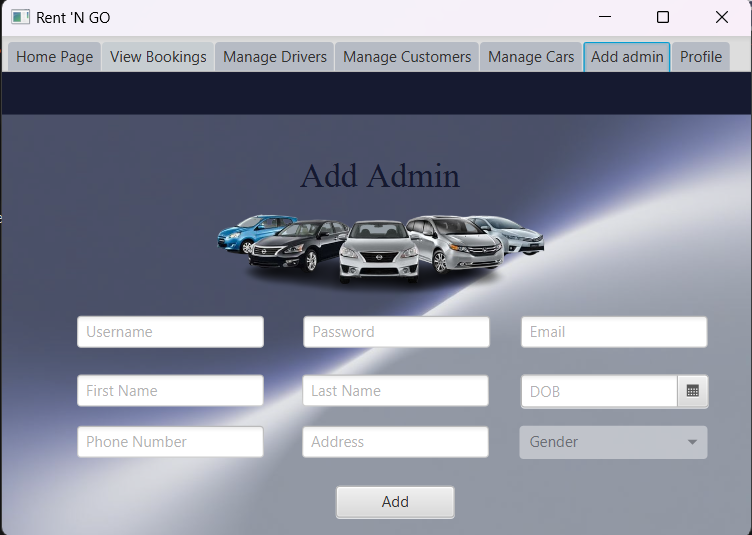 Rent 'N GO
Home Page View Bookings Manage Drivers Manage Customers Manage Cars Add admin Profile
Add Admin
Username Password Email
First Name Last Name DOB
Phone Number Address Gender
Add